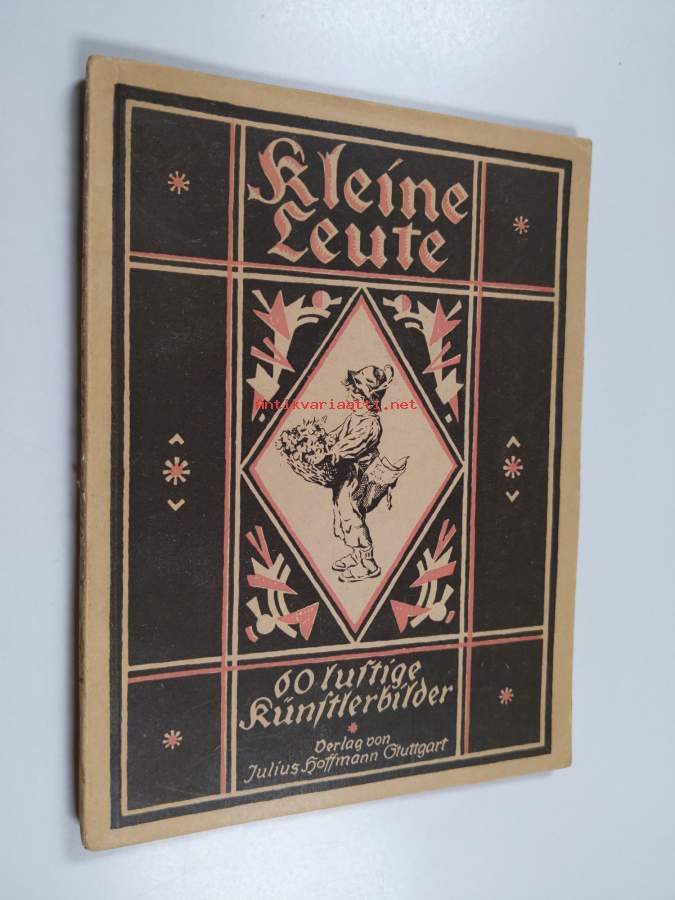 Kleine
Leute
Antikvariaatti.net
60 lustige
Künstlerbilder
Verlag von
Julius Hoffmann Stuttgart